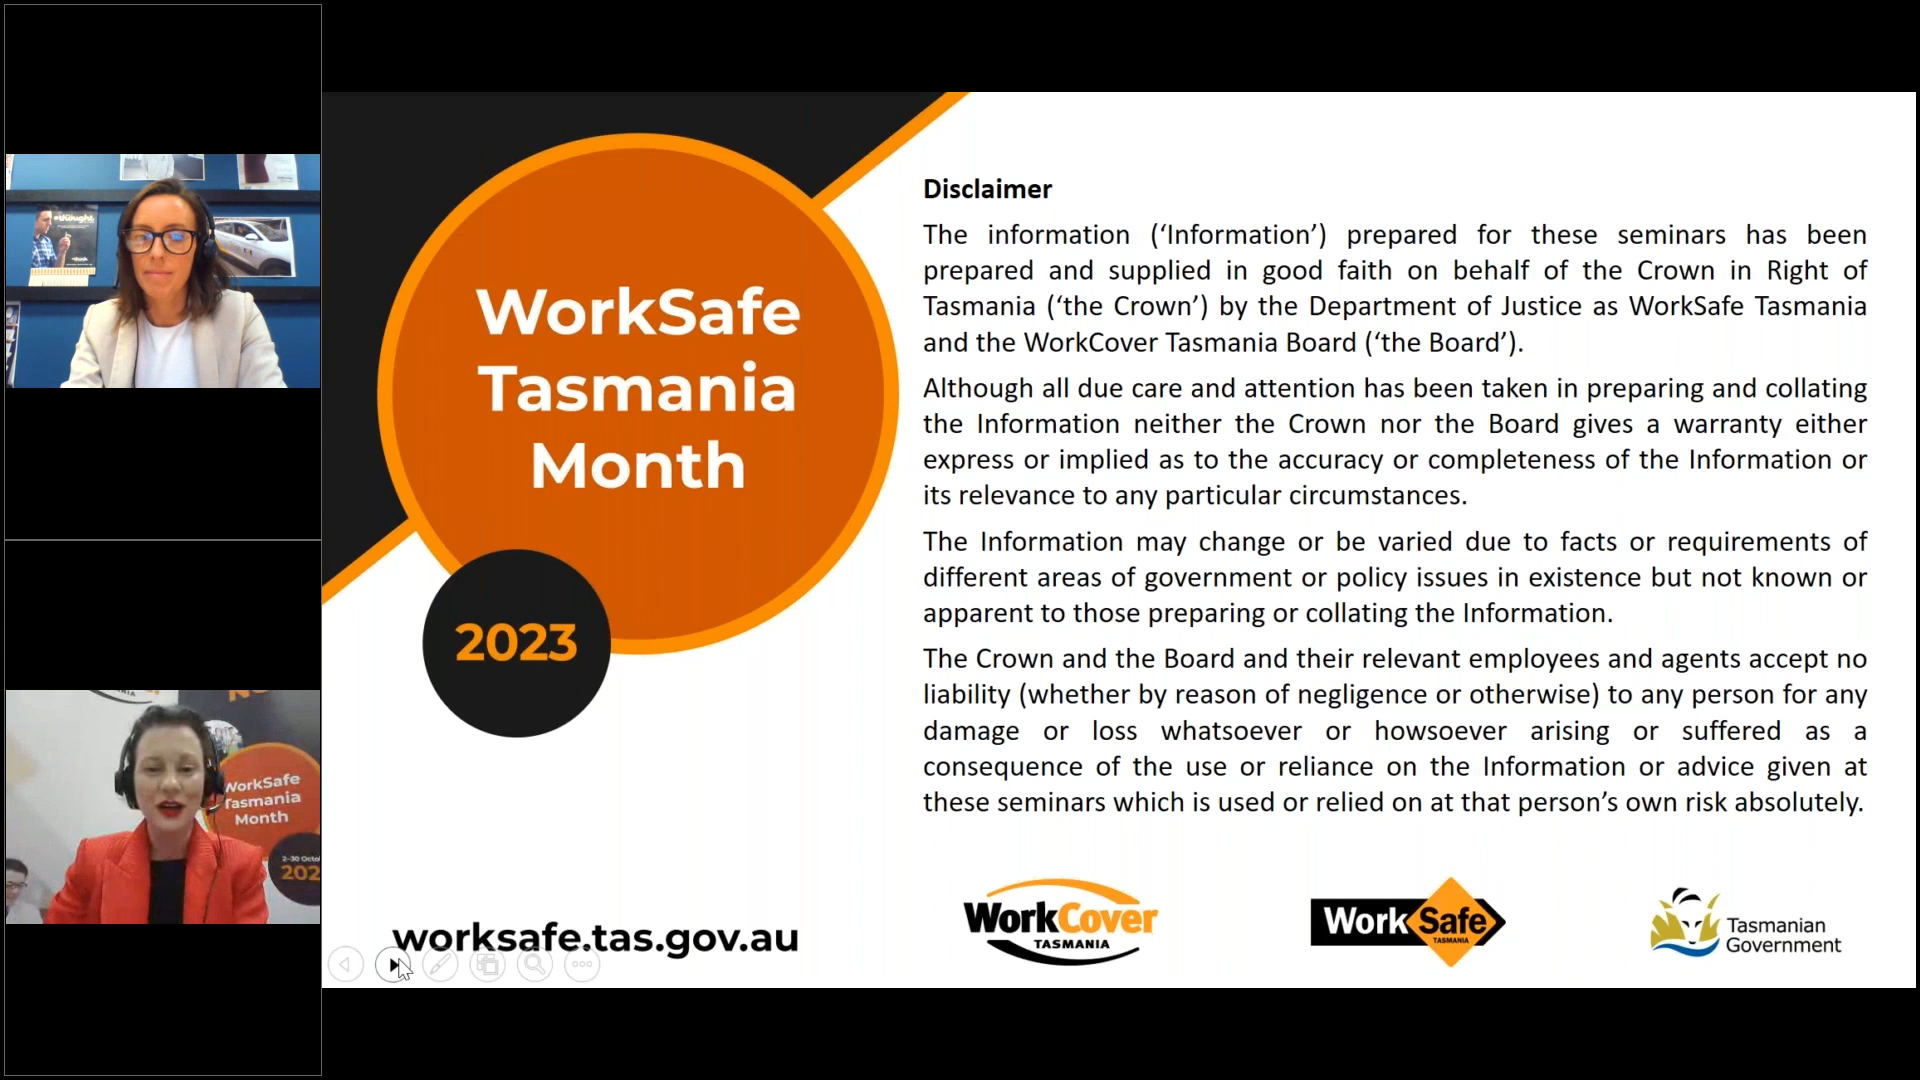 WorkSafe
Tasmania
Month
2023
worksafe.tas.gov.au
Disclaimer
The information (‘Information’) prepared for these seminars has been
prepared and supplied in good faith on behalf of the Crown in Right of
Tasmania (‘the Crown’) by the Department of Justice as WorkSafe Tasmania
and the WorkCover Tasmania Board (‘the Board’).
Although all due care and attention has been taken in preparing and collating
the Information neither the Crown nor the Board gives a warranty either
express or implied as to the accuracy or completeness of the Information or
its relevance to any particular circumstances.
The Information may change or be varied due to facts or requirements of
different areas of government or policy issues in existence but not known or
apparent to those preparing or collating the Information.
The Crown and the Board and their relevant employees and agents accept no
liability (whether by reason of negligence or otherwise) to any person for any
damage or loss whatsoever or howsoever arising or suffered as a
consequence of the use or reliance on the Information or advice given at
these seminars which is used or relied on at that person’s own risk absolutely.
WorkCover
TASMANIA
WorkSafe
TASMANIA
Tasmanian
Government
WorkSafe
Tasmania
Month